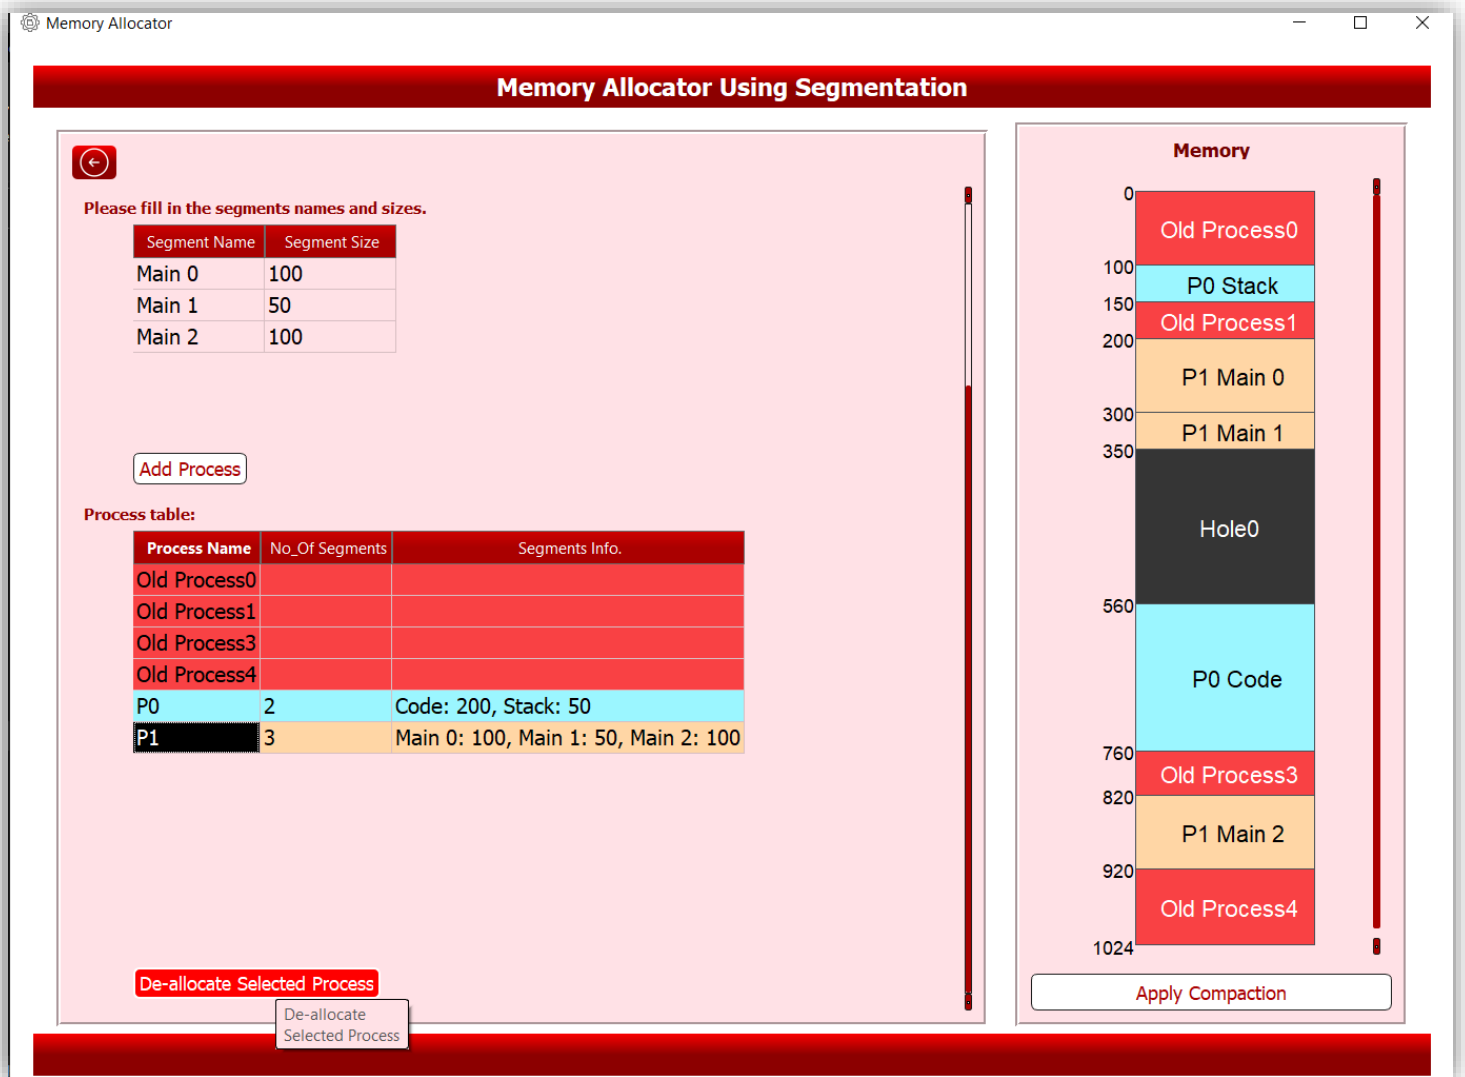 Memory Allocator
Memory Allocator Using Segmentation
Please fill in the segments names and sizes.
Segment Name Segment Size
Main 0 100
Main 1 50
Main 2 100
Add Process
Process table:
Process Name No_Of Segments Segments Info.
Old Process0
Old Process1
Old Process3
Old Process4
P0 2 Code: 200, Stack: 50
P1 3 Main 0: 100, Main 1: 50, Main 2: 100
De-allocate Selected Process
De-allocate
Selected Process
Memory
0
Old Process0
100
P0 Stack
150
Old Process1
200
P1 Main 0
300
P1 Main 1
350
Hole0
560
P0 Code
760
Old Process3
820
P1 Main 2
920
Old Process4
1024
Apply Compaction